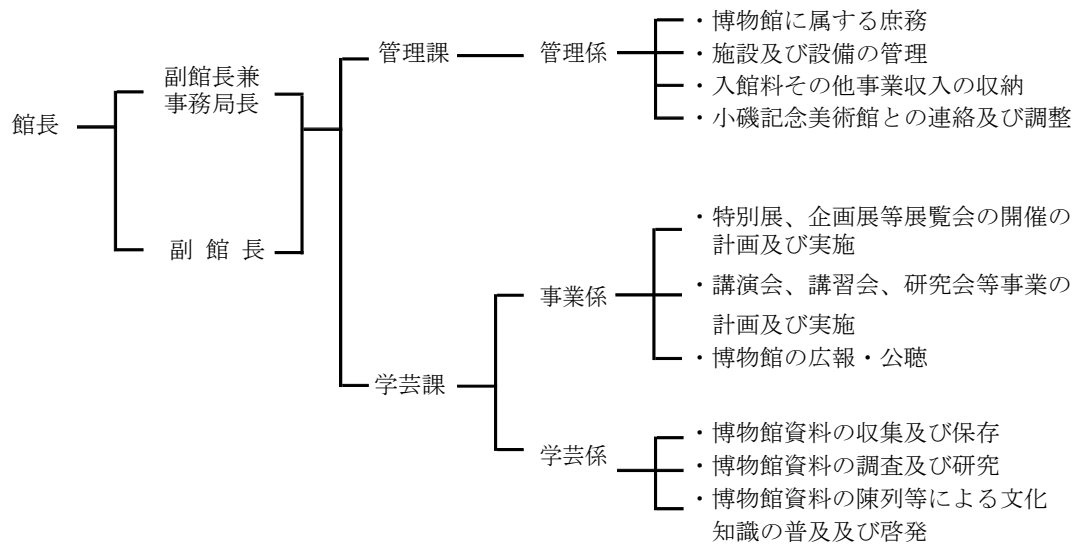 館長
副館長兼
事務局長
副 館 長
管理課
管理係
・博物館に属する庶務
・施設及び設備の管理
・入館料その他事業収入の収納
・小磯記念美術館との連絡及び調整
学芸課
事業係
・特別展、企画展等展覧会の開催の
計画及び実施
・講演会、講習会、研究会等事業の
計画及び実施
・博物館の広報・公聴
学芸係
・博物館資料の収集及び保存
・博物館資料の調査及び研究
・博物館資料の陳列等による文化
知識の普及及び啓発